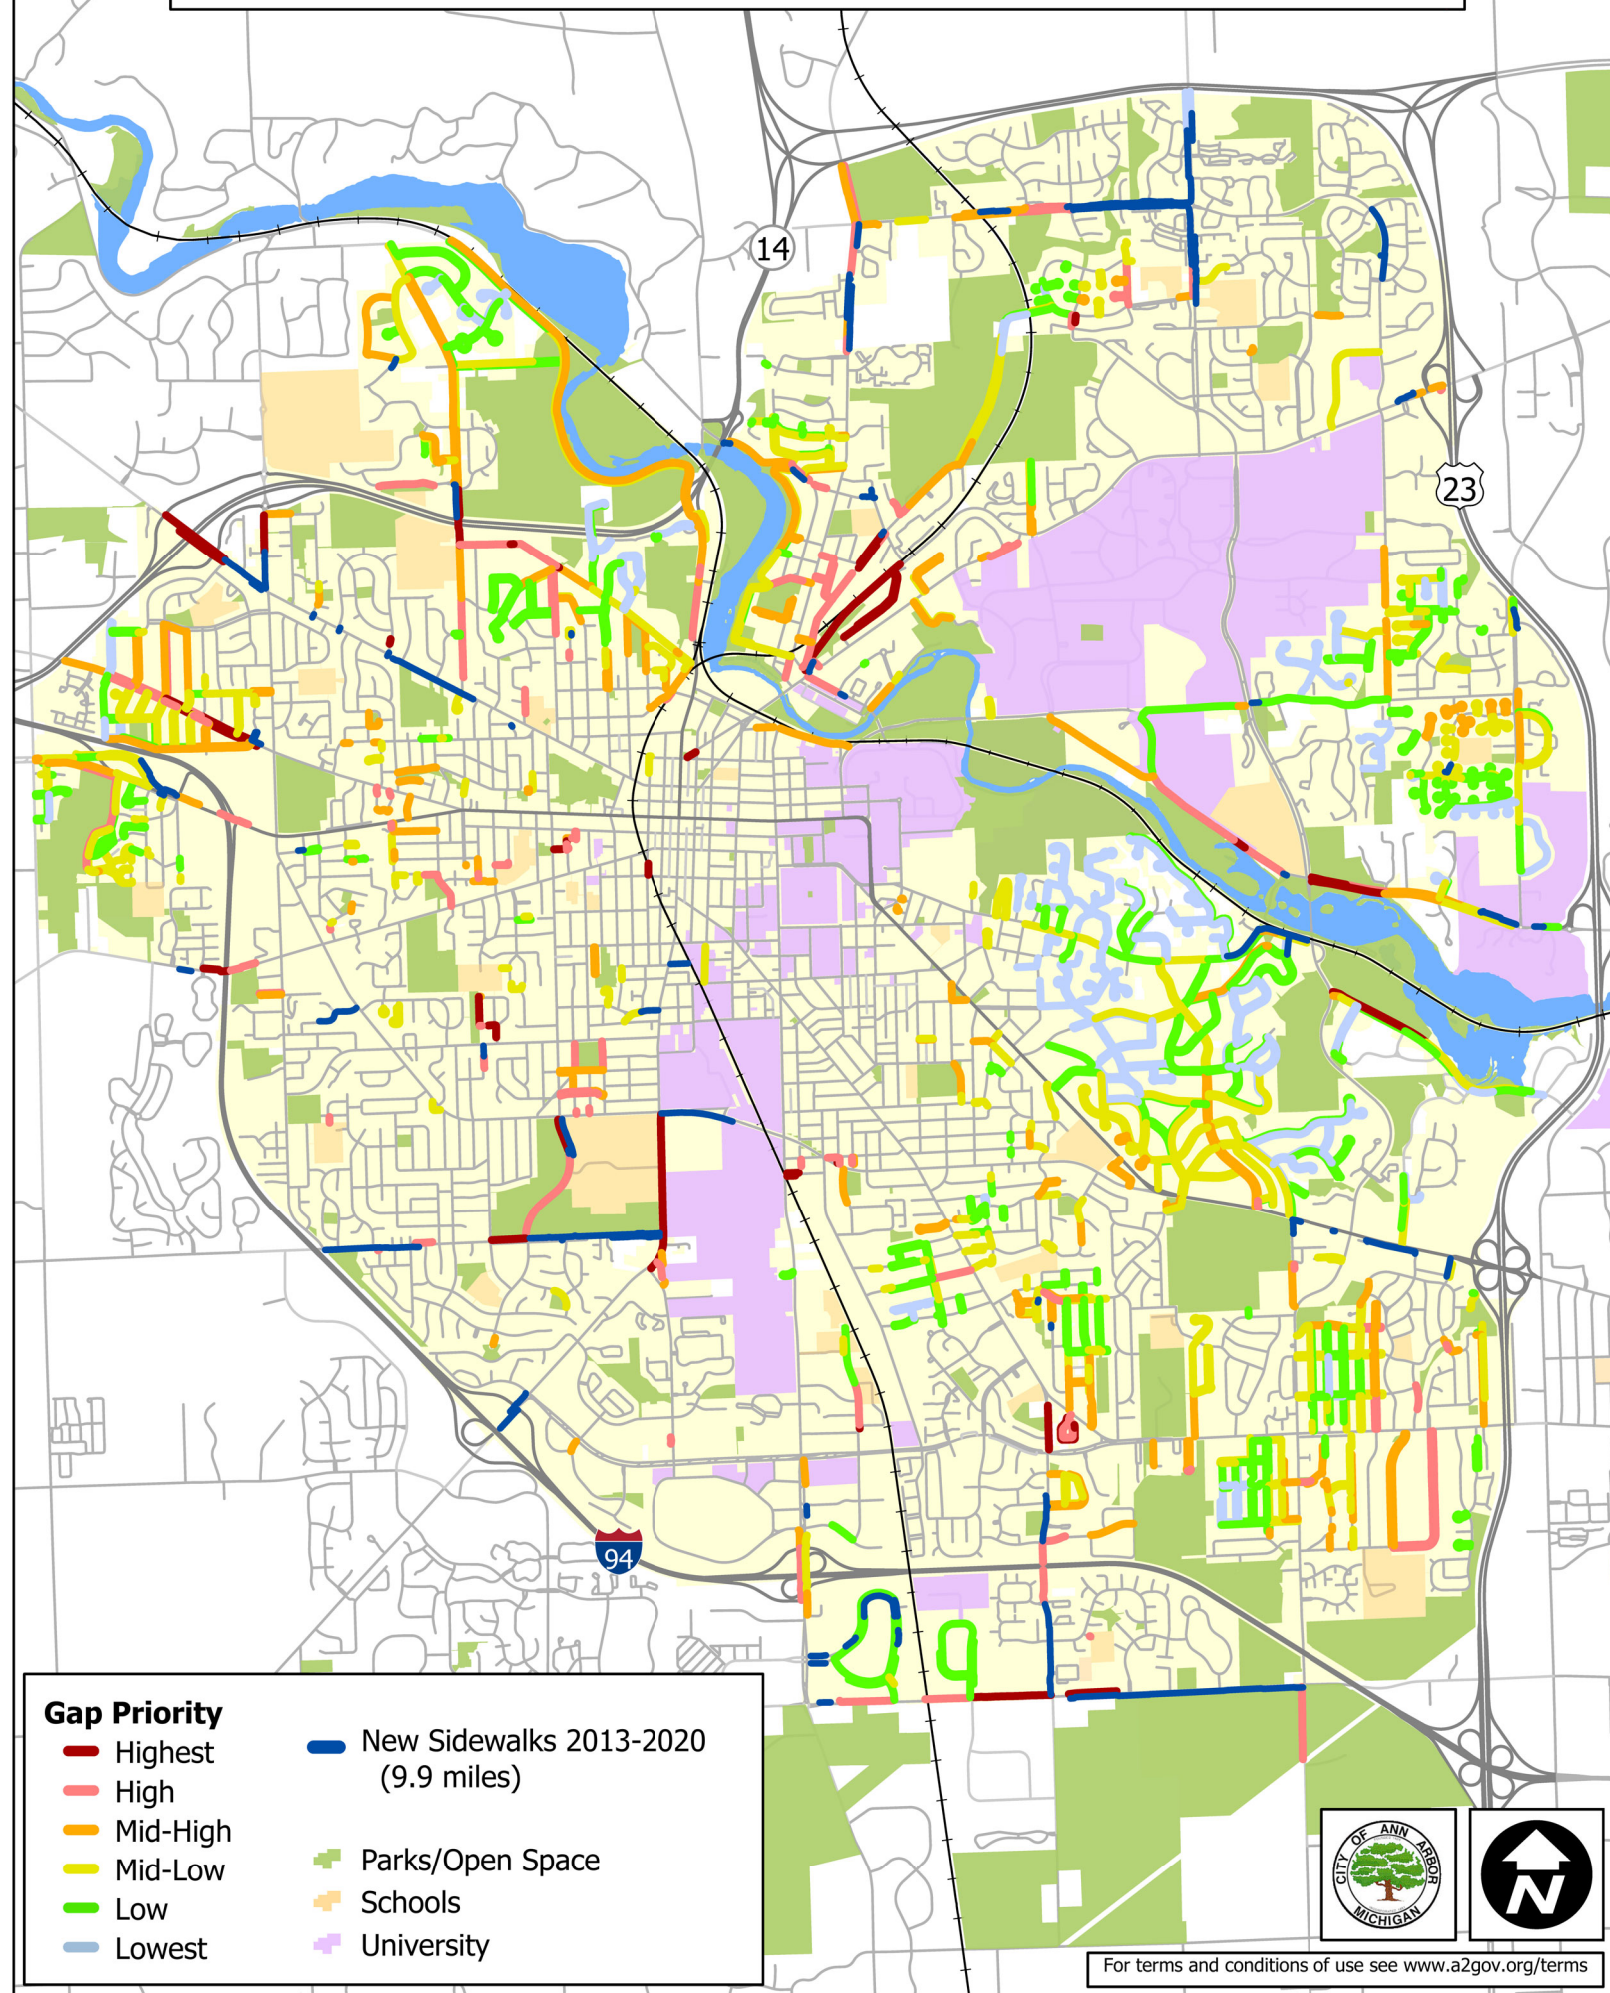 14
23
94
Gap Priority
Highest
High
Mid-High
Mid-Low
Low
Lowest
New Sidewalks 2013-2020
(9.9 miles)
Parks/Open Space
Schools
University
CITY OF ANN ARBOR
MICHIGAN
N
For terms and conditions of use see www.a2gov.org/terms